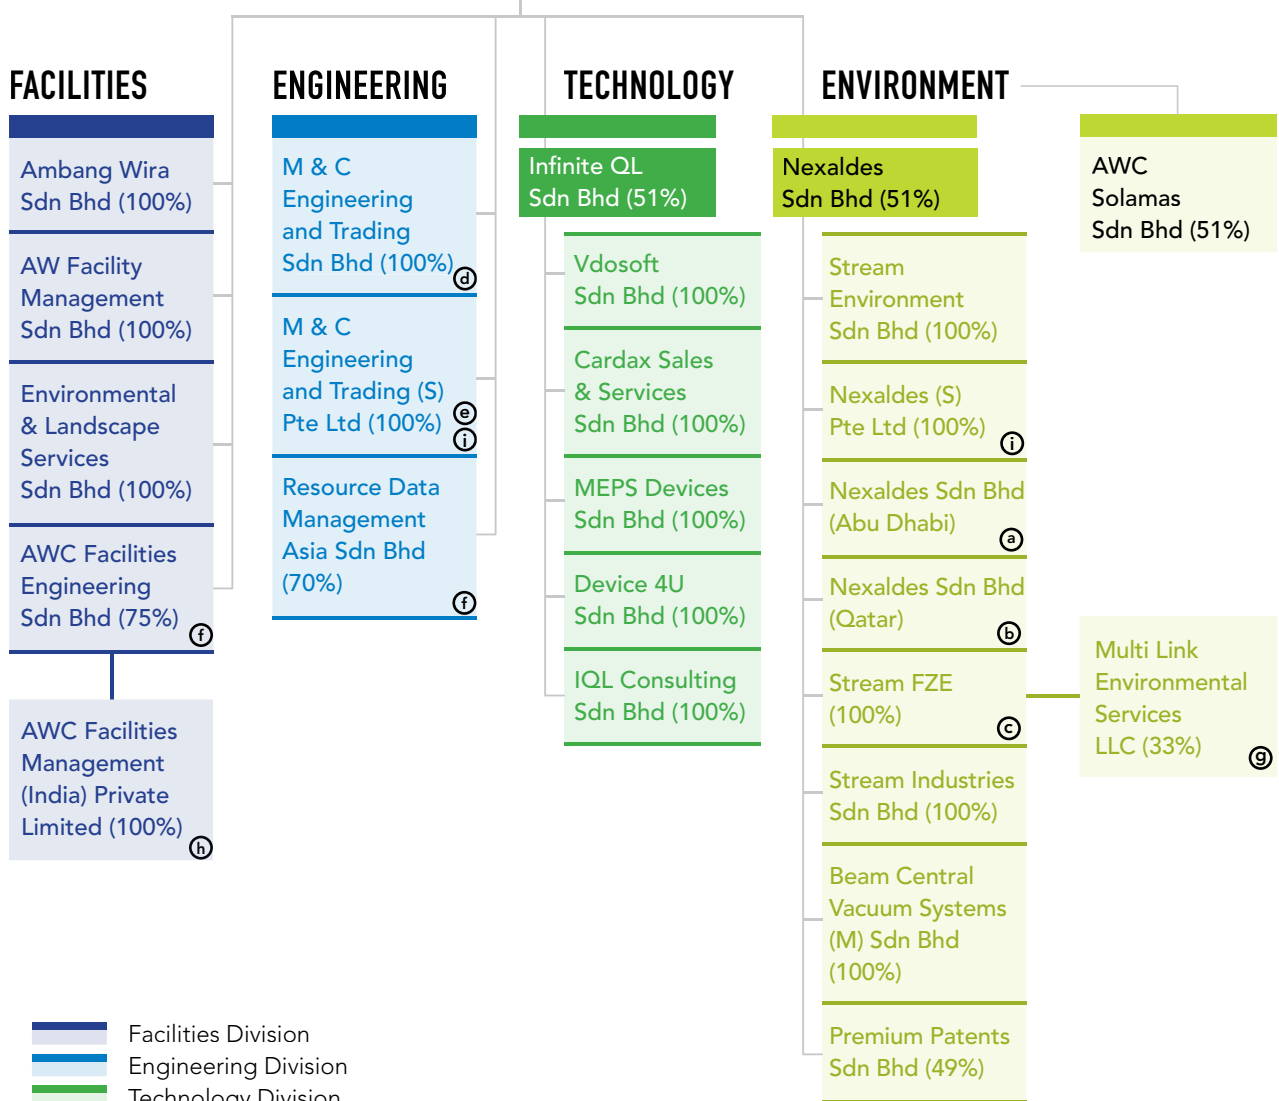 FACILITIES
Ambang Wira
Sdn Bhd (100%)
AW Facility
Management
Sdn Bhd (100%)
Environmental
& Landscape
Services
Sdn Bhd (100%)
AWC Facilities
Engineering
Sdn Bhd (75%)
f
AWC Facilities
Management
(India) Private
Limited (100%)
h
ENGINEERING
M & C
Engineering
and Trading
Sdn Bhd (100%)
d
M & C
Engineering
and Trading (S)
Pte Ltd (100%)
e
i
Resource Data
Management
Asia Sdn Bhd
(70%)
f
TECHNOLOGY
Infinite QL
Sdn Bhd (51%)
Vdosoft
Sdn Bhd (100%)
Cardax Sales
& Services
Sdn Bhd (100%)
MEPS Devices
Sdn Bhd (100%)
Device 4U
Sdn Bhd (100%)
IQL Consulting
Sdn Bhd (100%)
ENVIRONMENT
Nexaldes
Sdn Bhd (51%)
Stream
Environment
Sdn Bhd (100%)
Nexaldes (S)
Pte Ltd (100%)
i
Nexaldes Sdn Bhd
(Abu Dhabi)
a
Nexaldes Sdn Bhd
(Qatar)
b
Stream FZE
(100%)
c
Stream Industries
Sdn Bhd (100%)
Beam Central
Vacuum Systems
(M) Sdn Bhd
(100%)
Premium Patents
Sdn Bhd (49%)
AWC
Solamas
Sdn Bhd (51%)
Multi Link
Environmental
Services
LLC (33%)
g
Facilities Division
Engineering Division
Technology Division